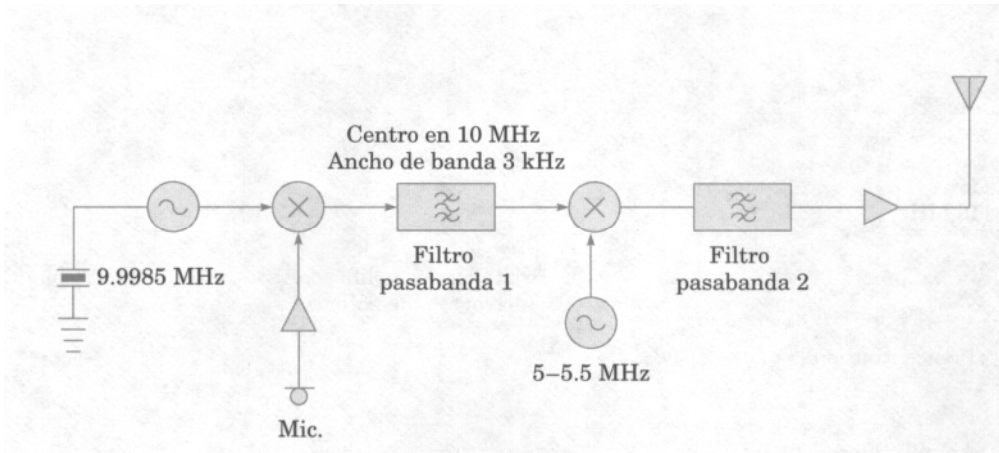 Centro en 10 MHz
Ancho de banda 3 kHz
9.9985 MHz
Filtro
pasabanda 1
Filtro
pasabanda 2
5–5.5 MHz
Mic.